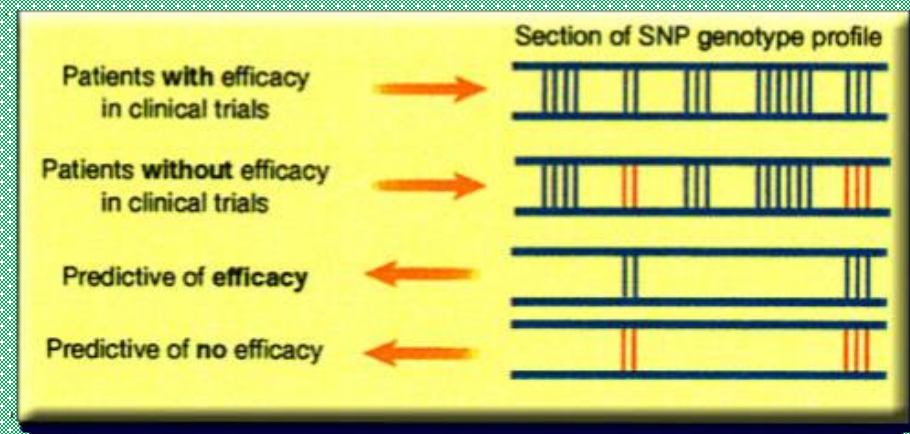 Section of SNP genotype profile
Patients with efficacy
in clinical trials
Patients without efficacy
in clinical trials
Predictive of efficacy
Predictive of no efficacy